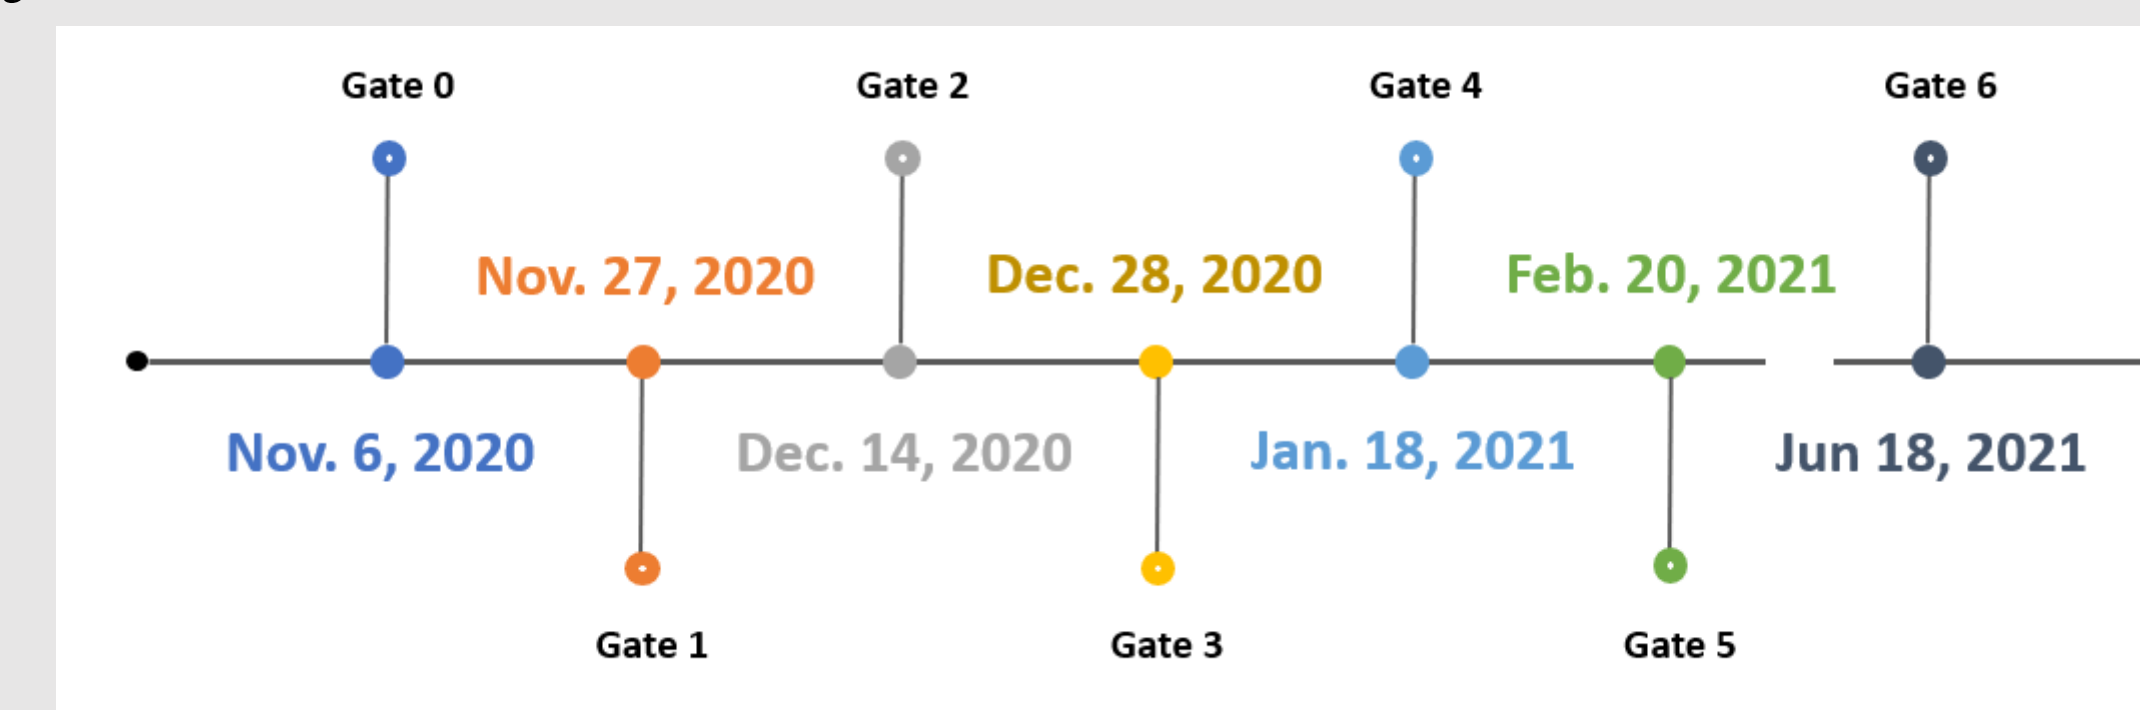 Gate 0
Gate 2
Gate 4
Gate 6
Nov. 27, 2020
Dec. 28, 2020
Feb. 20, 2021
Nov. 6, 2020
Dec. 14, 2020
Jan. 18, 2021
Jun 18, 2021
Gate 1
Gate 3
Gate 5